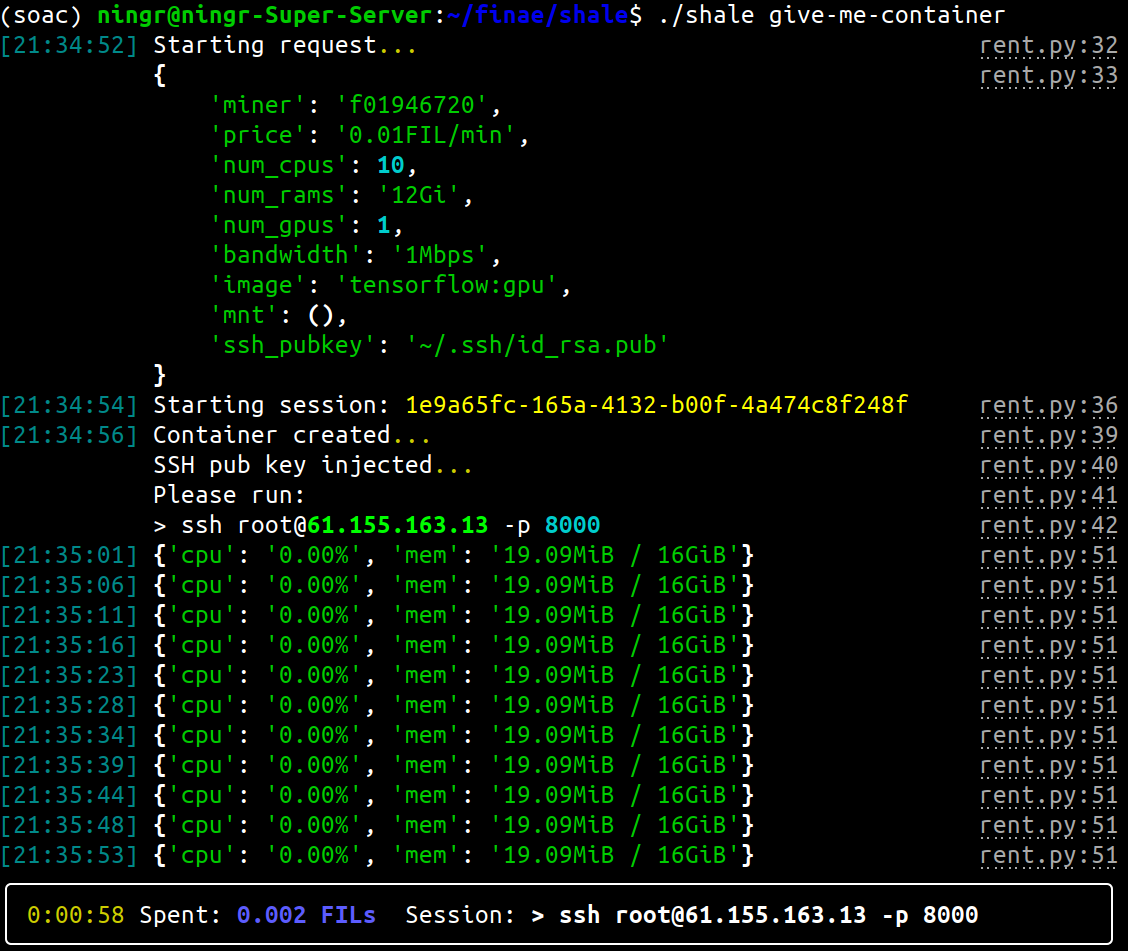 (soac) ningr@ningr-Super-Server:~/finae/shale$ ./shale give-me-container
[21:34:52] Starting request... rent.py:32
{ rent.py:33
'miner': 'f01946720',
'price': '0.01FIL/min',
'num_cpus': 10,
'num_rams': '12Gi',
'num_gpus': 1,
'bandwidth': '1Mbps',
'image': 'tensorflow:gpu',
'mnt': (),
'ssh_pubkey': '~/.ssh/id_rsa.pub'
}
[21:34:54] Starting session: 1e9a65fc-165a-4132-b00f-4a474c8f248f rent.py:36
[21:34:56] Container created... rent.py:39
SSH pub key injected... rent.py:40
Please run: rent.py:41
> ssh root@61.155.163.13 -p 8000 rent.py:42
[21:35:01] {'cpu': '0.00%', 'mem': '19.09MiB / 16GiB'} rent.py:51
[21:35:06] {'cpu': '0.00%', 'mem': '19.09MiB / 16GiB'} rent.py:51
[21:35:11] {'cpu': '0.00%', 'mem': '19.09MiB / 16GiB'} rent.py:51
[21:35:16] {'cpu': '0.00%', 'mem': '19.09MiB / 16GiB'} rent.py:51
[21:35:23] {'cpu': '0.00%', 'mem': '19.09MiB / 16GiB'} rent.py:51
[21:35:28] {'cpu': '0.00%', 'mem': '19.09MiB / 16GiB'} rent.py:51
[21:35:34] {'cpu': '0.00%', 'mem': '19.09MiB / 16GiB'} rent.py:51
[21:35:39] {'cpu': '0.00%', 'mem': '19.09MiB / 16GiB'} rent.py:51
[21:35:44] {'cpu': '0.00%', 'mem': '19.09MiB / 16GiB'} rent.py:51
[21:35:48] {'cpu': '0.00%', 'mem': '19.09MiB / 16GiB'} rent.py:51
[21:35:53] {'cpu': '0.00%', 'mem': '19.09MiB / 16GiB'} rent.py:51
0:00:58 Spent: 0.002 FILs Session: > ssh root@61.155.163.13 -p 8000